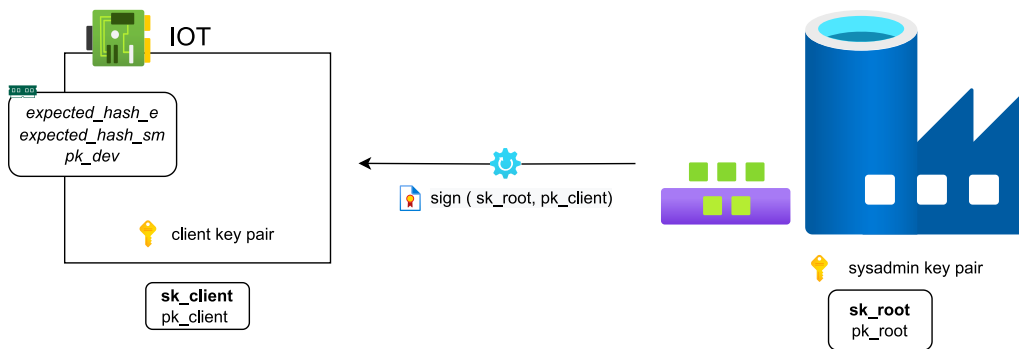 IOT
expected_hash_e
expected_hash_sm
pk_dev
sign ( sk_root, pk_client)
client key pair
sk_client
pk_client
sysadmin key pair
sk_root
pk_root